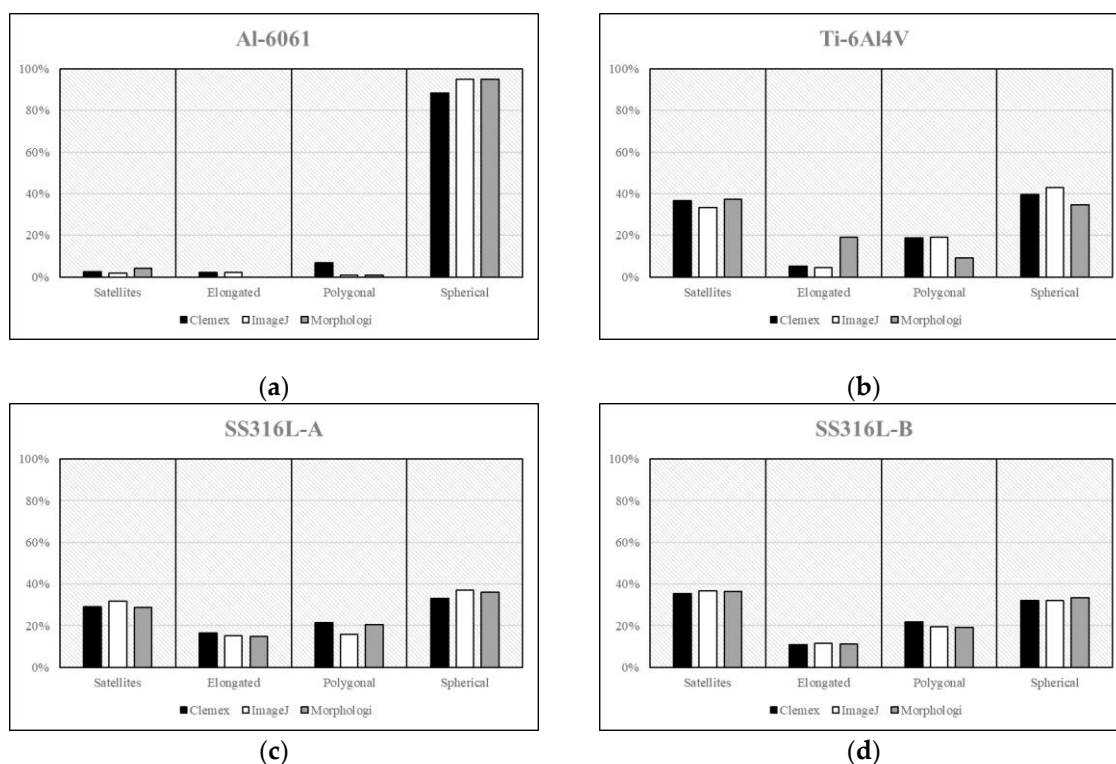 Al-6061
100%
80%
60%
40%
20%
0%
Satellites Elongated Polygonal Spherical
Clemex ImageJ Morphologi
(a)
Ti-6Al4V
100%
80%
60%
40%
20%
0%
Satellites Elongated Polygonal Spherical
Clemex ImageJ Morphologi
(b)
SS316L-A
100%
80%
60%
40%
20%
0%
Satellites Elongated Polygonal Spherical
Clemex ImageJ Morphologi
(c)
SS316L-B
100%
80%
60%
40%
20%
0%
Satellites Elongated Polygonal Spherical
Clemex ImageJ Morphologi
(d)